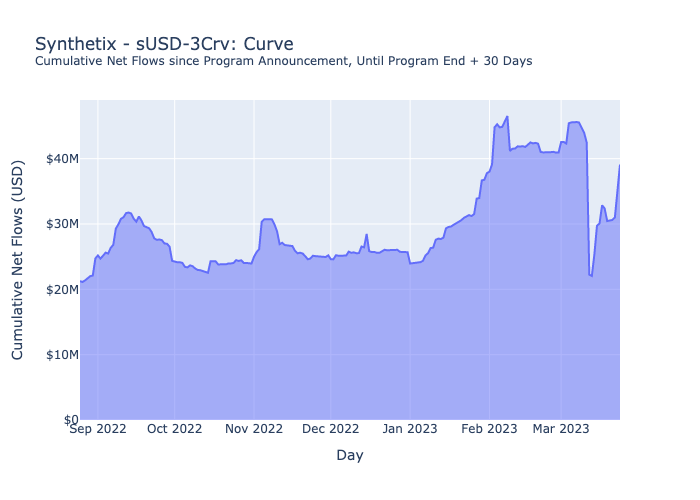 Synthetix - sUSD-3Crv: Curve
Cumulative Net Flows since Program Announcement, Until Program End + 30 Days
Cumulative Net Flows (USD)
$40M
$30M
$20M
$10M
$0
Sep 2022 Oct 2022 Nov 2022 Dec 2022 Jan 2023 Feb 2023 Mar 2023
Day